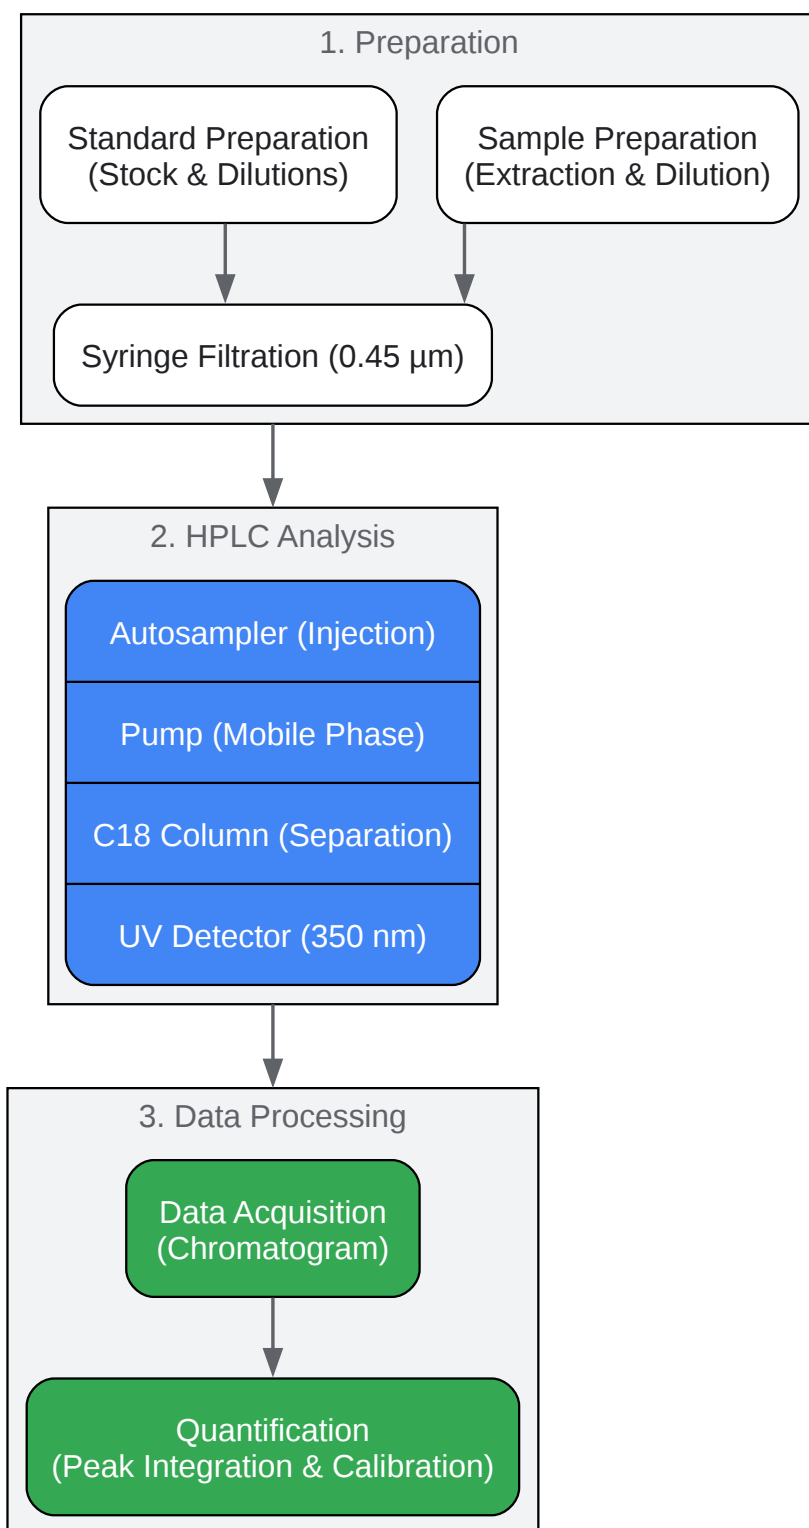 1. Preparation
Standard Preparation
(Stock & Dilutions)
Sample Preparation
(Extraction & Dilution)
Syringe Filtration (0.45 µm)
2. HPLC Analysis
Autosampler (Injection)
Pump (Mobile Phase)
C18 Column (Separation)
UV Detector (350 nm)
3. Data Processing
Data Acquisition
(Chromatogram)
Quantification
(Peak Integration & Calibration)